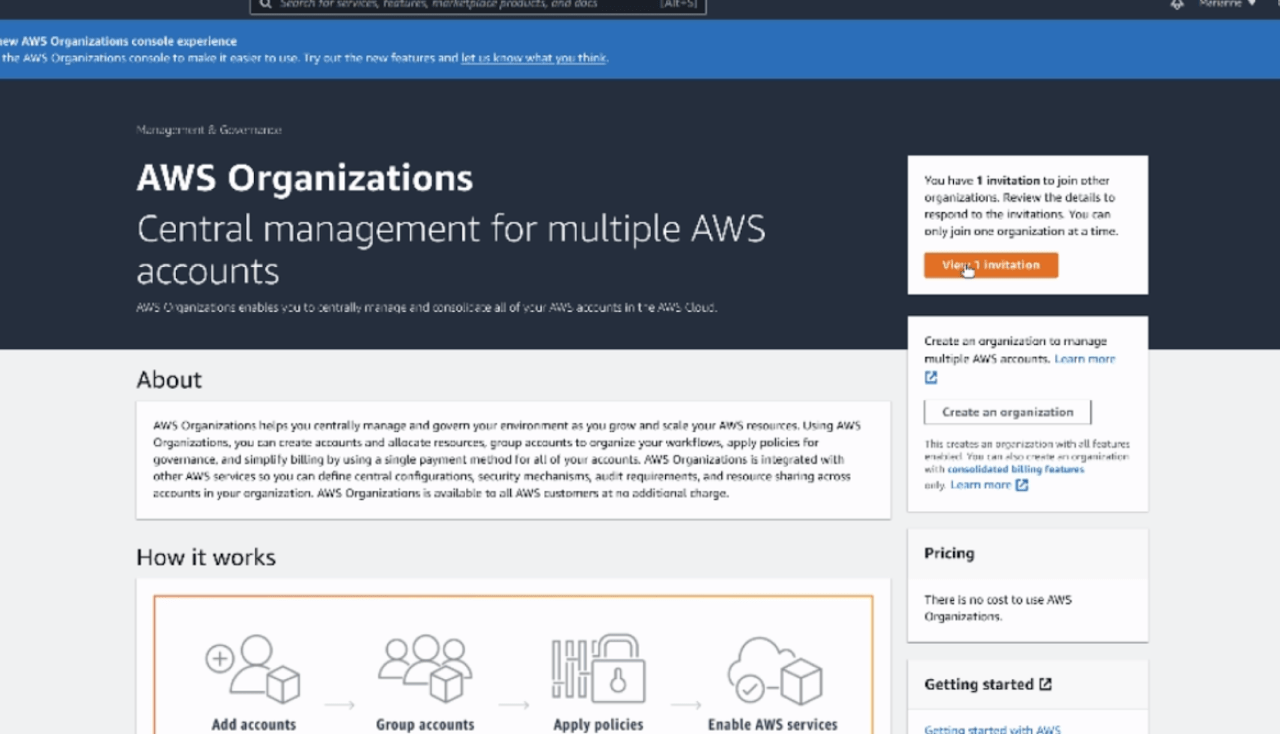 Search for services, features, marketplace products, and docs [Alt+S] Marianne
new AWS Organizations console experience
the AWS Organizations console to make it easier to use. Try out the new features and let us know what you think.
Management & Governance
AWS Organizations
Central management for multiple AWS
accounts
AWS Organizations enables you to centrally manage and consolidate all of your AWS accounts in the AWS Cloud.
You have 1 invitation to join other
organizations. Review the details to
respond to the invitations. You can
only join one organization at a time.
View 1 invitation
Create an organization to manage
multiple AWS accounts. Learn more
Create an organization
This creates an organization with all features
enabled. You can also create an organization
with consolidated billing features
only. Learn more
About
AWS Organizations helps you centrally manage and govern your environment as you grow and scale your AWS resources. Using AWS
Organizations, you can create accounts and allocate resources, group accounts to organize your workflows, apply policies for
governance, and simplify billing by using a single payment method for all of your accounts. AWS Organizations is integrated with
other AWS services so you can define central configurations, security mechanisms, audit requirements, and resource sharing across
accounts in your organization. AWS Organizations is available to all AWS customers at no additional charge.
How it works
Add accounts
Group accounts
Apply policies
Enable AWS services
Pricing
There is no cost to use AWS
Organizations.
Getting started
Getting started with AWS